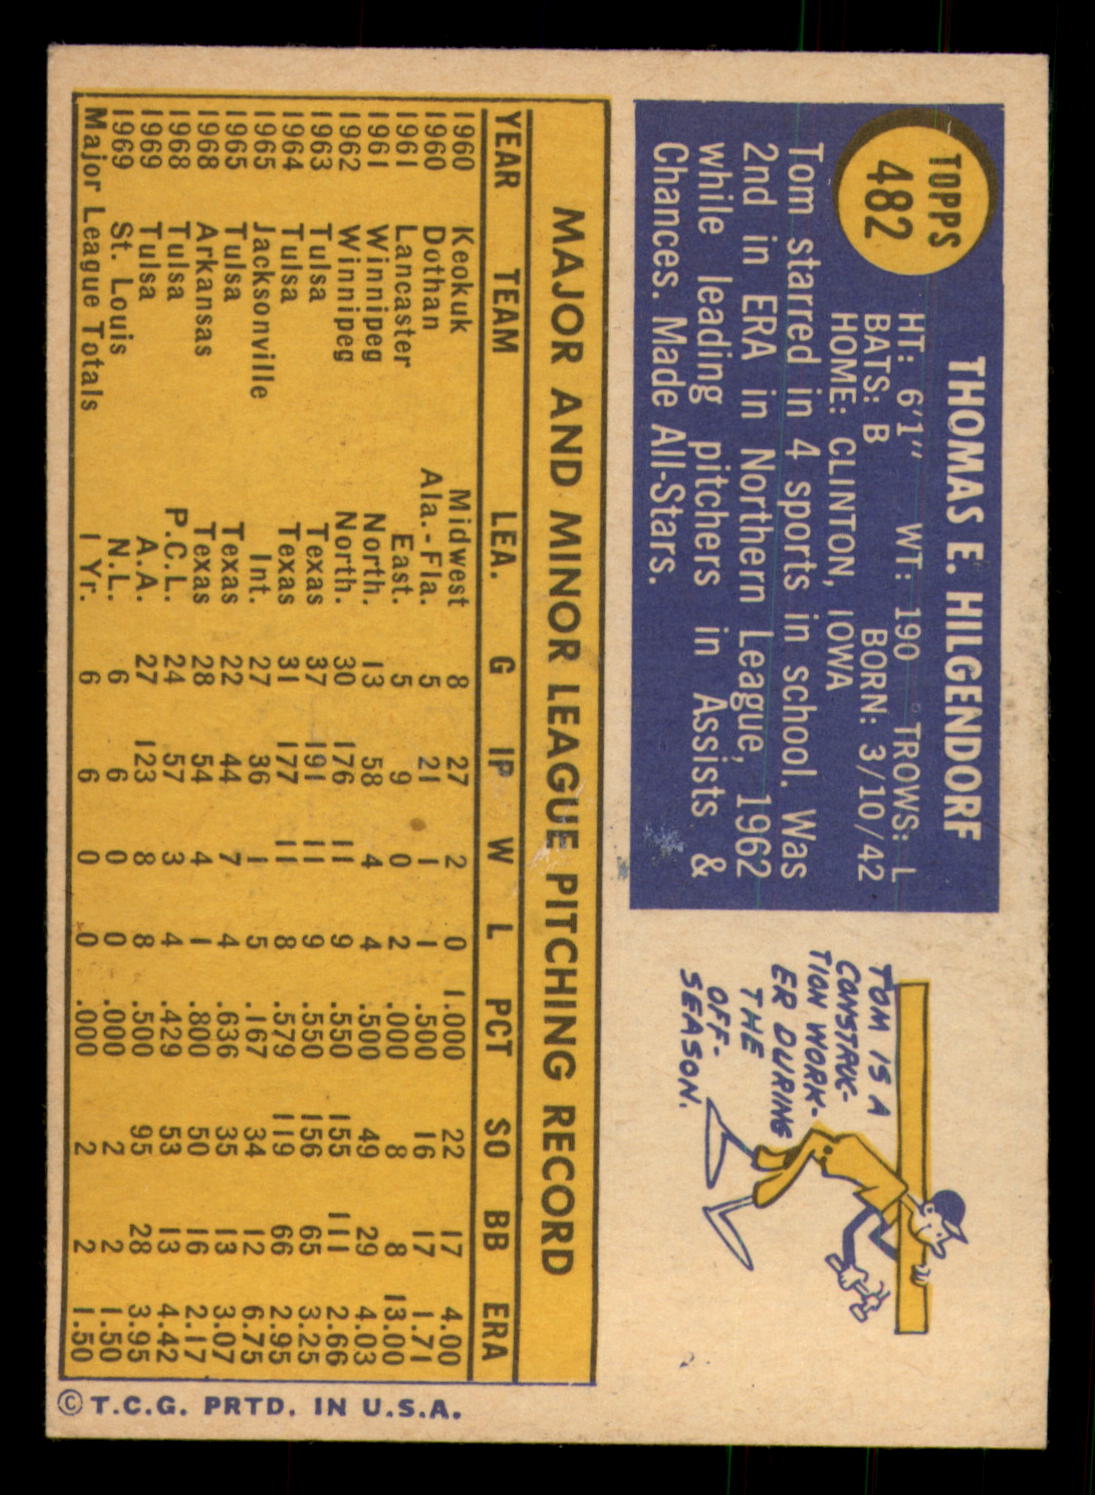 TOPPS
482
THOMAS E. HILGENDORF
HT: 6'1" WT: 190 TROWS: L
BATS: B BORN: 3/10/42
HOME: CLINTON, IOWA
Tom starred in 4 sports in school. Was
2nd in ERA in Northern League, 1962
while leading pitchers in Assists &
Chances. Made All-Stars.
TOM IS A
CONSTRUC-
TION WORK-
ER DURING
THE
OFF-
SEASON.
MAJOR AND MINOR LEAGUE PITCHING RECORD
YEAR TEAM LEA. G IP W L PCT SO BB ERA
1960 Keokuk Midwest 8 27 2 0 1.000 22 17 4.00
1960 Dothan Ala.-Fla. 5 21 1 1 .500 16 17 1.71
1961 Lancaster East. 5 9 0 2 .000 8 8 13.00
1961 Winnipeg North. 13 58 4 4 .500 49 29 4.03
1962 Winnipeg North. 30 176 11 9 .550 155 111 2.66
1963 Tulsa Texas 37 191 11 9 .550 156 65 3.25
1964 Tulsa Texas 31 177 11 8 .579 119 66 2.95
1965 Jacksonville Int. 27 36 1 5 .167 34 12 6.75
1965 Tulsa Texas 22 44 7 4 .636 35 13 3.07
1968 Arkansas Texas 28 54 4 1 .800 50 16 2.17
1968 Tulsa P.C.L. 24 57 3 4 .429 53 13 4.42
1969 Tulsa A.A. 27 123 8 8 .500 95 28 3.95
1969 St. Louis N.L. 6 6 0 0 .000 2 2 1.50
Major League Totals 1 Yr. 6 6 0 0 .000 2 2 1.50
© T.C.G. PRTD. IN U.S.A.